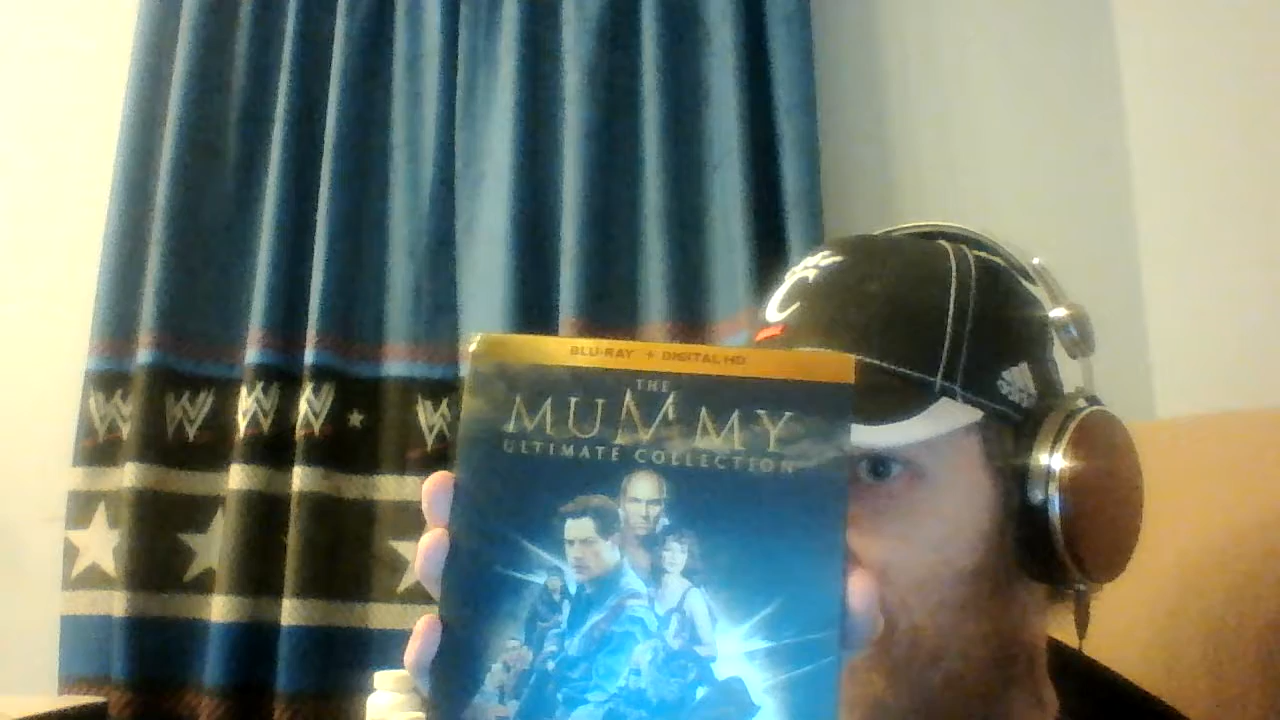 BLU-RAY + DIGITAL HD
THE
MUMMY
ULTIMATE COLLECTION
C
W W W W W